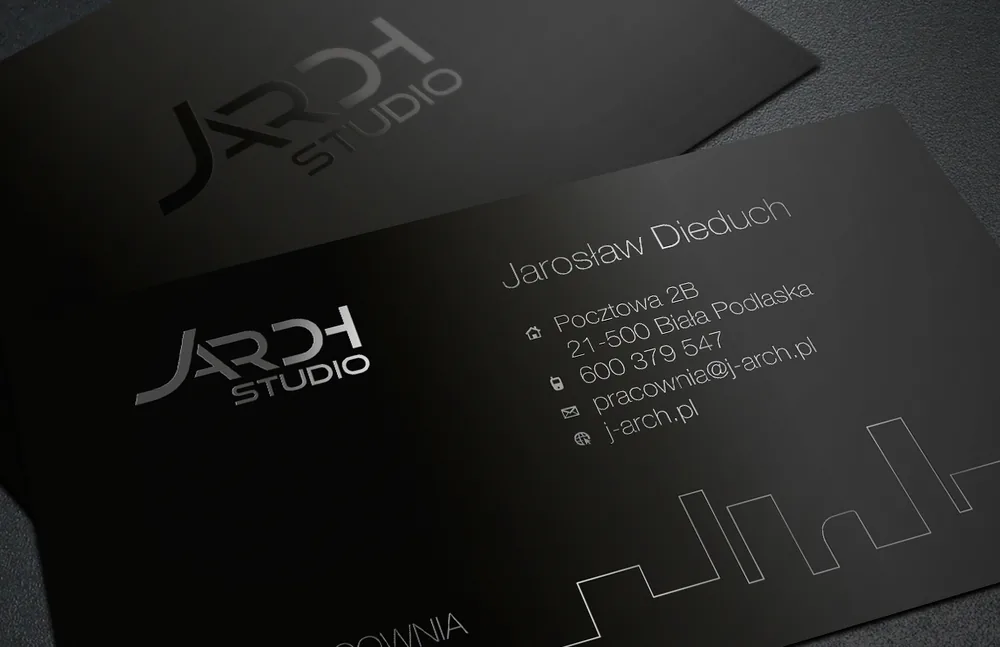 JARCH
STUDIO
JARCH
STUDIO
Jarosław Dieduch
Pocztowa 2B
21-500 Biała Podlaska
600 379 547
pracownia@j-arch.pl
j-arch.pl